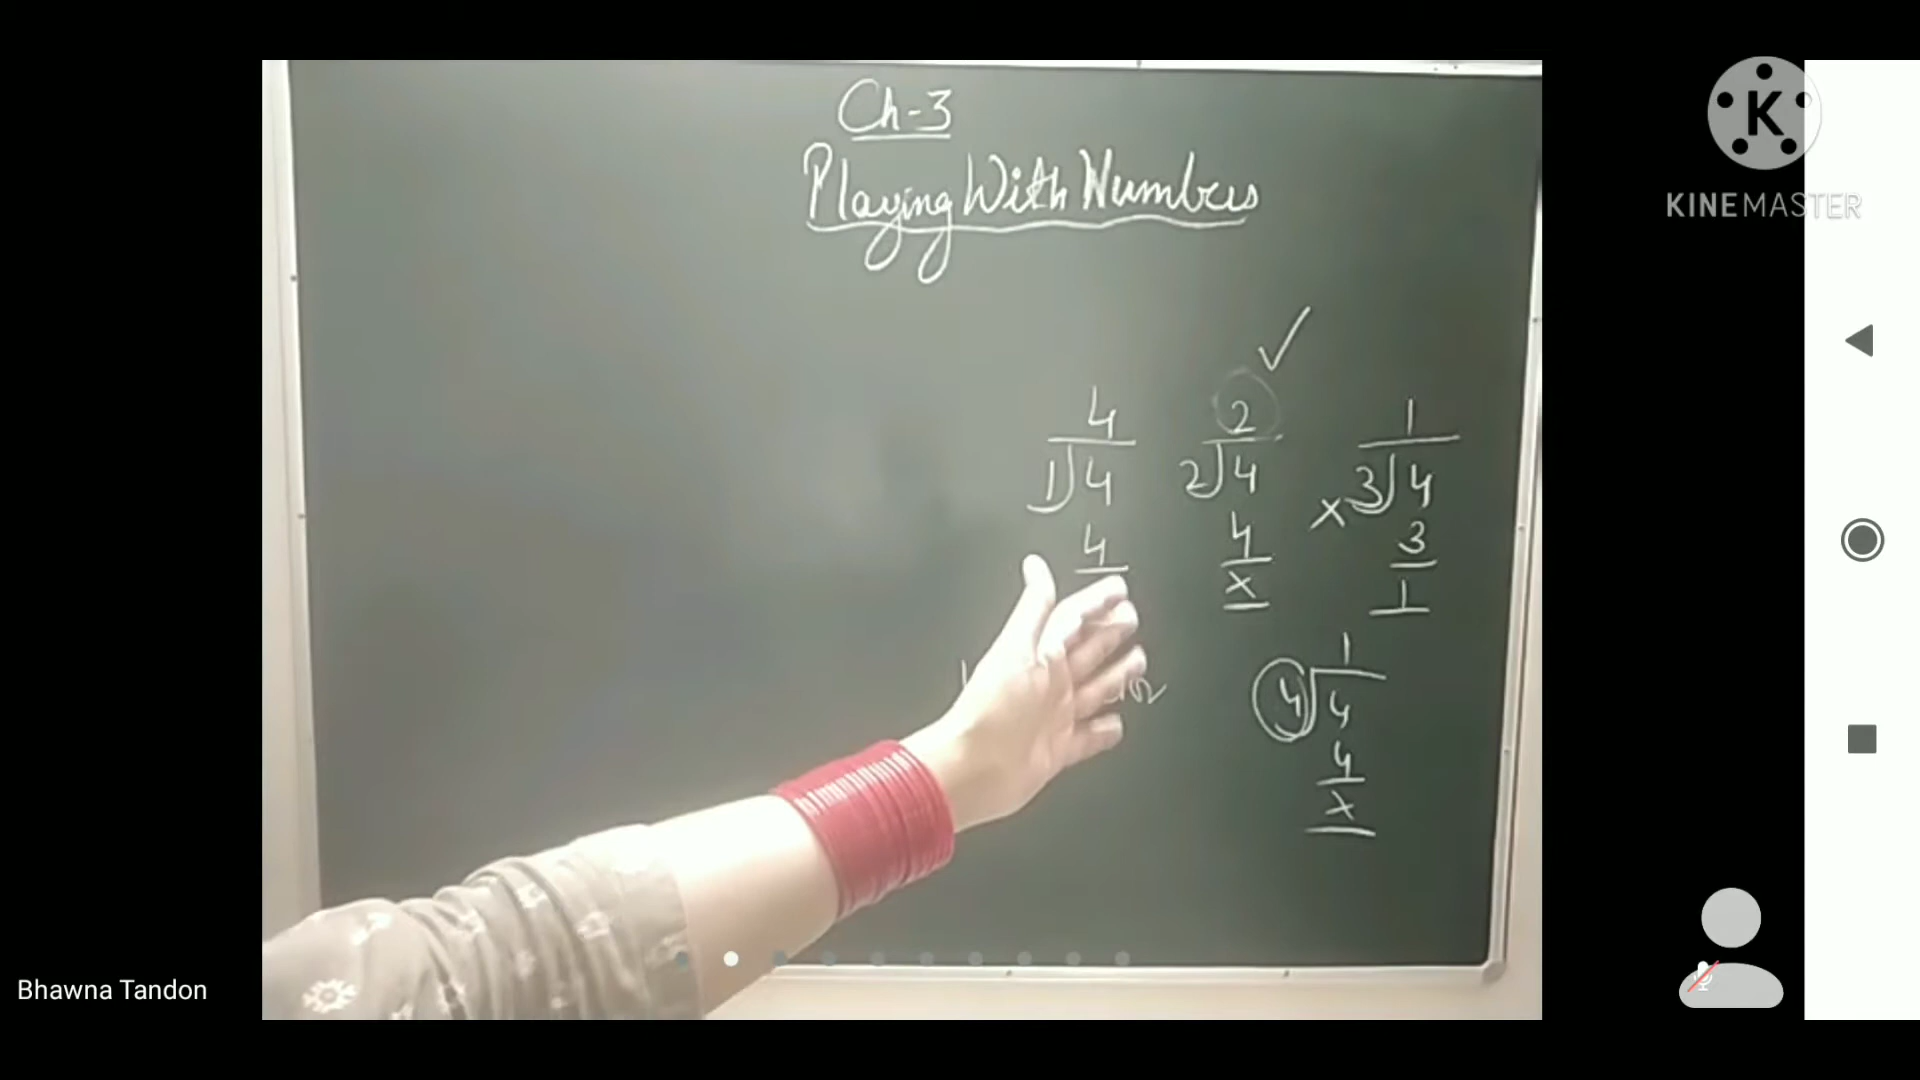 Ch-3
Playing With Numbers
KINEMASTER
4
1)4
4
2
2)4
4
x
1
x 3)4
3
1
1
4)4
4
x
Bhawna Tandon